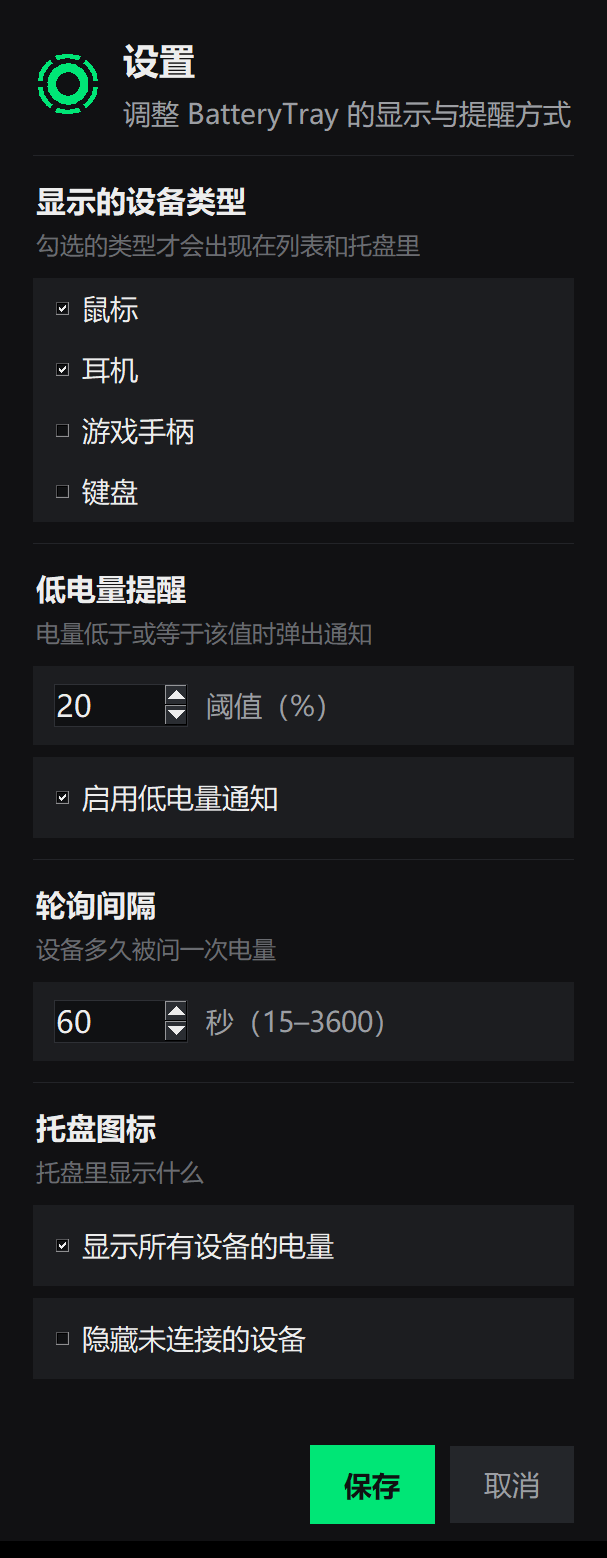 设置
调整 BatteryTray 的显示与提醒方式
显示的设备类型
勾选的类型才会出现在列表和托盘里
鼠标
耳机
游戏手柄
键盘
低电量提醒
电量低于或等于该值时弹出通知
20 阈值（%）
启用低电量通知
轮询间隔
设备多久被问一次电量
60 秒（15–3600）
托盘图标
托盘里显示什么
显示所有设备的电量
隐藏未连接的设备
保存 取消